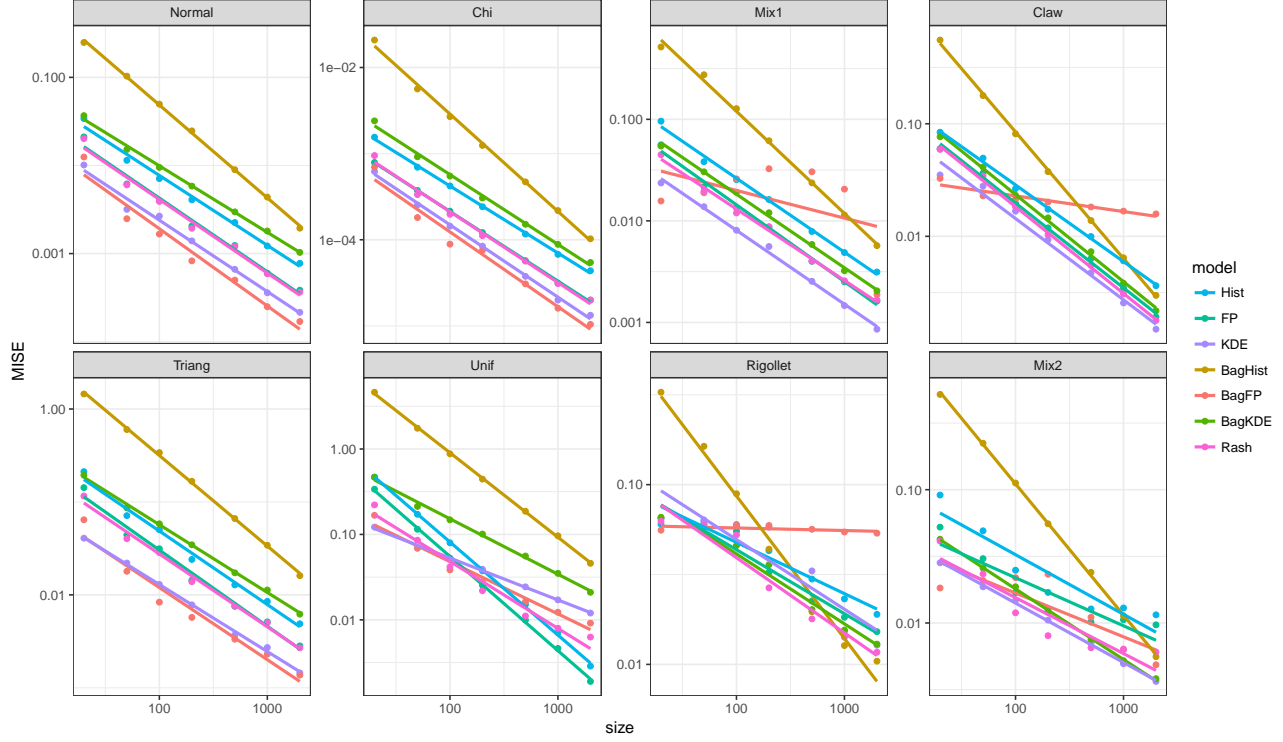 Normal
Chi
Mix1
Claw
0.100
0.001
1e−02
1e−04
0.100
0.010
0.001
0.10
0.01
Triang
Unif
Rigollet
Mix2
1.00
0.01
1.00
0.10
0.01
0.10
0.01
0.10
0.01
100
1000
100
1000
100
1000
100
1000
size
MISE
model
Hist
FP
KDE
BagHist
BagFP
BagKDE
Rash